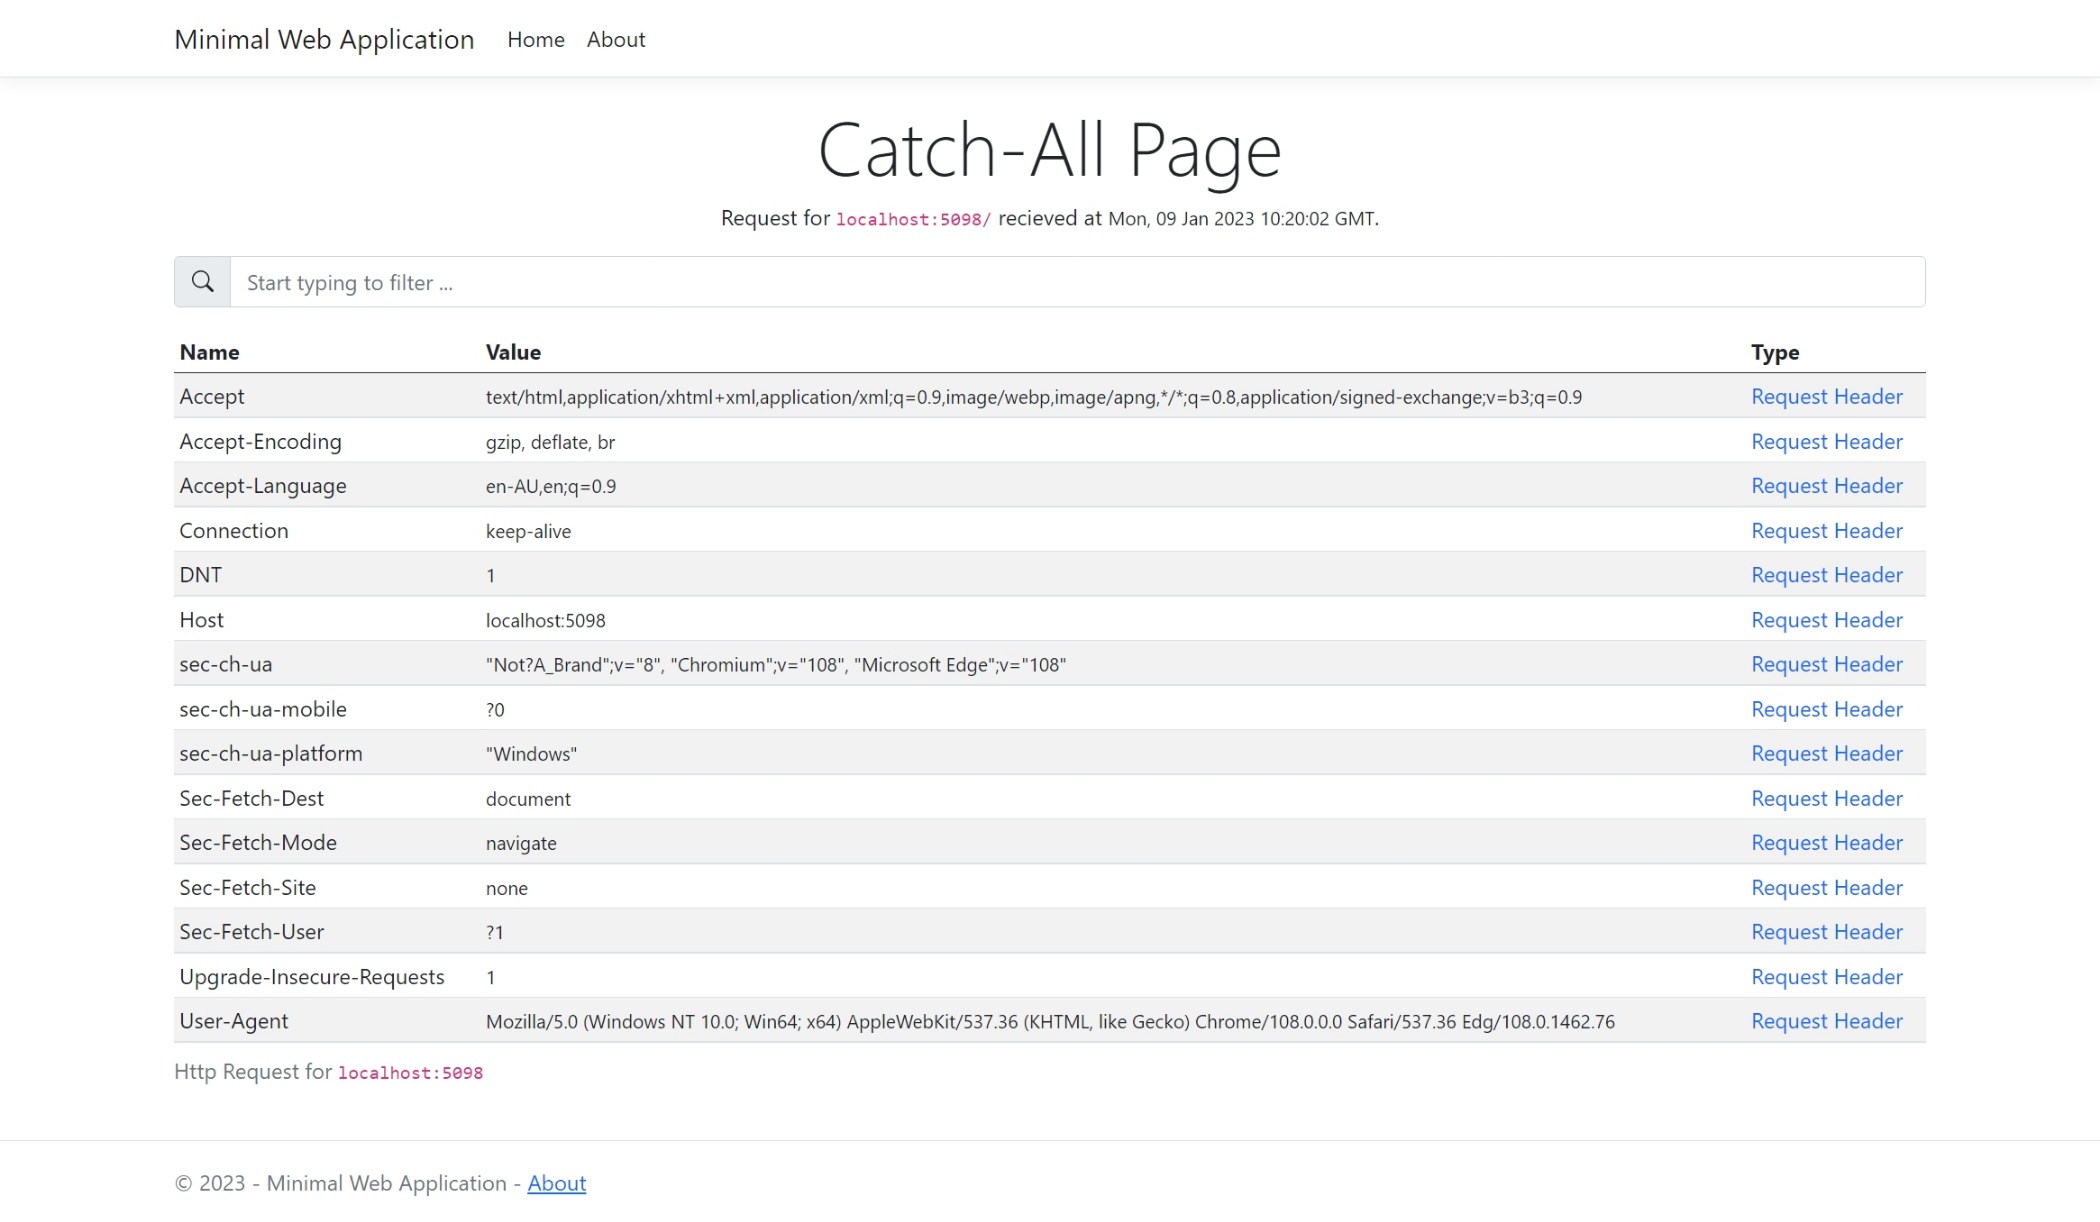 Minimal Web Application Home About
Catch-All Page
Request for localhost:5098/ recieved at Mon, 09 Jan 2023 10:20:02 GMT.
Start typing to filter ...
Name Value Type
Accept text/html,application/xhtml+xml,application/xml;q=0.9,image/webp,image/apng,*/*;q=0.8,application/signed-exchange;v=b3;q=0.9 Request Header
Accept-Encoding gzip, deflate, br Request Header
Accept-Language en-AU,en;q=0.9 Request Header
Connection keep-alive Request Header
DNT 1 Request Header
Host localhost:5098 Request Header
sec-ch-ua "Not?A_Brand";v="8", "Chromium";v="108", "Microsoft Edge";v="108" Request Header
sec-ch-ua-mobile ?0 Request Header
sec-ch-ua-platform "Windows" Request Header
Sec-Fetch-Dest document Request Header
Sec-Fetch-Mode navigate Request Header
Sec-Fetch-Site none Request Header
Sec-Fetch-User ?1 Request Header
Upgrade-Insecure-Requests 1 Request Header
User-Agent Mozilla/5.0 (Windows NT 10.0; Win64; x64) AppleWebKit/537.36 (KHTML, like Gecko) Chrome/108.0.0.0 Safari/537.36 Edg/108.0.1462.76 Request Header
Http Request for localhost:5098
© 2023 - Minimal Web Application - About